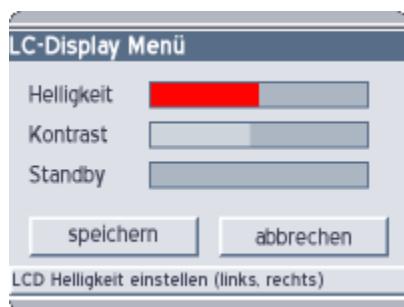 LC-Display Menü
Helligkeit
Kontrast
Standby
speichern abbrechen
LCD Helligkeit einstellen (links, rechts)